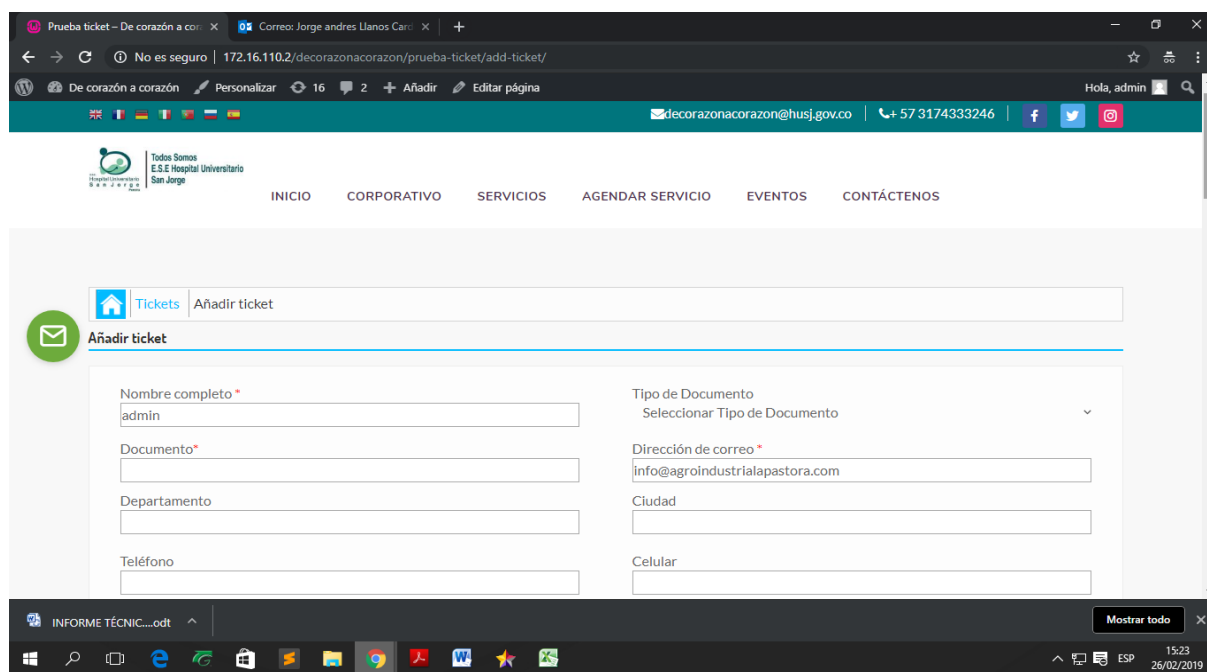 Prueba ticket – De corazón a cor
Correo: Jorge andres Llanos Card
No es seguro | 172.16.110.2/decorazonacorazon/prueba-ticket/add-ticket/
De corazón a corazón Personalizar 16 2 Añadir Editar página Hola, admin
decorazonacorazon@husj.gov.co + 57 3174333246
Todos Somos
E.S.E Hospital Universitario
San Jorge
Hospital Universitario
San Jorge
INICIO CORPORATIVO SERVICIOS AGENDAR SERVICIO EVENTOS CONTÁCTENOS
Tickets Añadir ticket
Añadir ticket
Nombre completo * Tipo de Documento
admin Seleccionar Tipo de Documento
Documento* Dirección de correo *
info@agroindustrialapastora.com
Departamento Ciudad
Teléfono Celular
INFORME TÉCNIC....odt Mostrar todo
ESP 15:23
26/02/2019